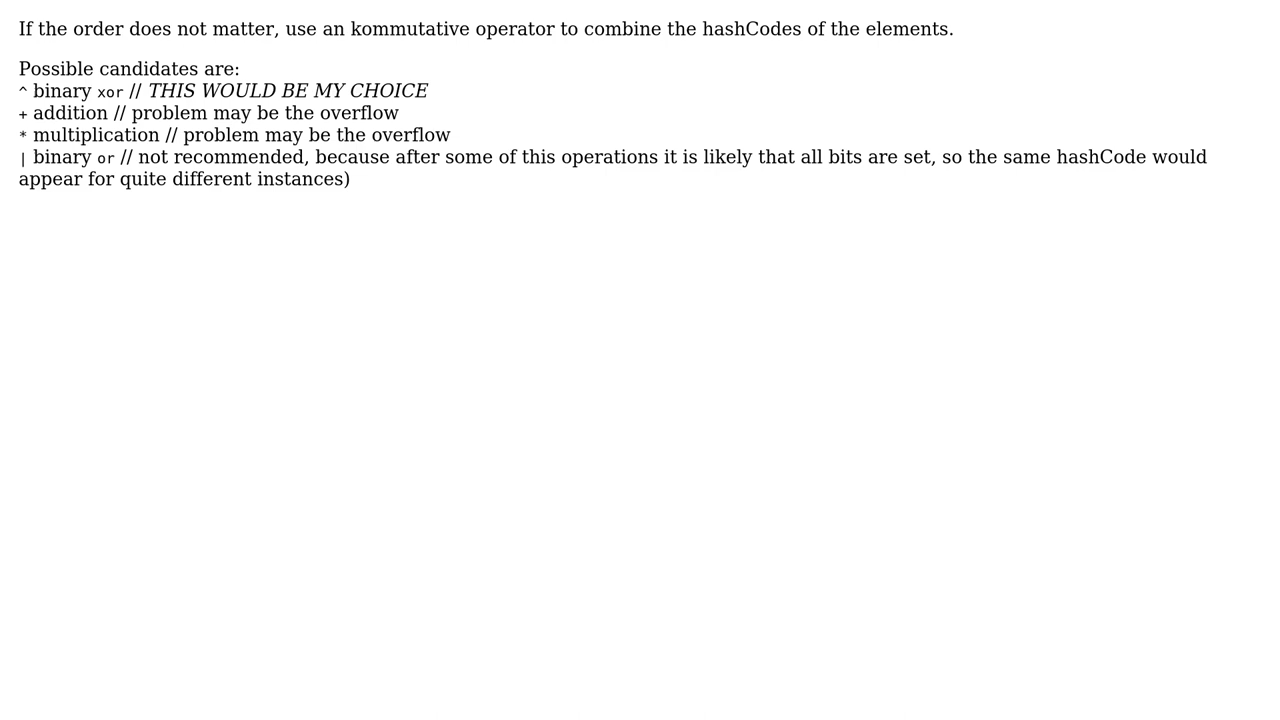 If the order does not matter, use an kommutative operator to combine the hashCodes of the elements.
Possible candidates are:
^ binary xor // THIS WOULD BE MY CHOICE
+ addition // problem may be the overflow
* multiplication // problem may be the overflow
| binary or // not recommended, because after some of this operations it is likely that all bits are set, so the same hashCode would
appear for quite different instances)